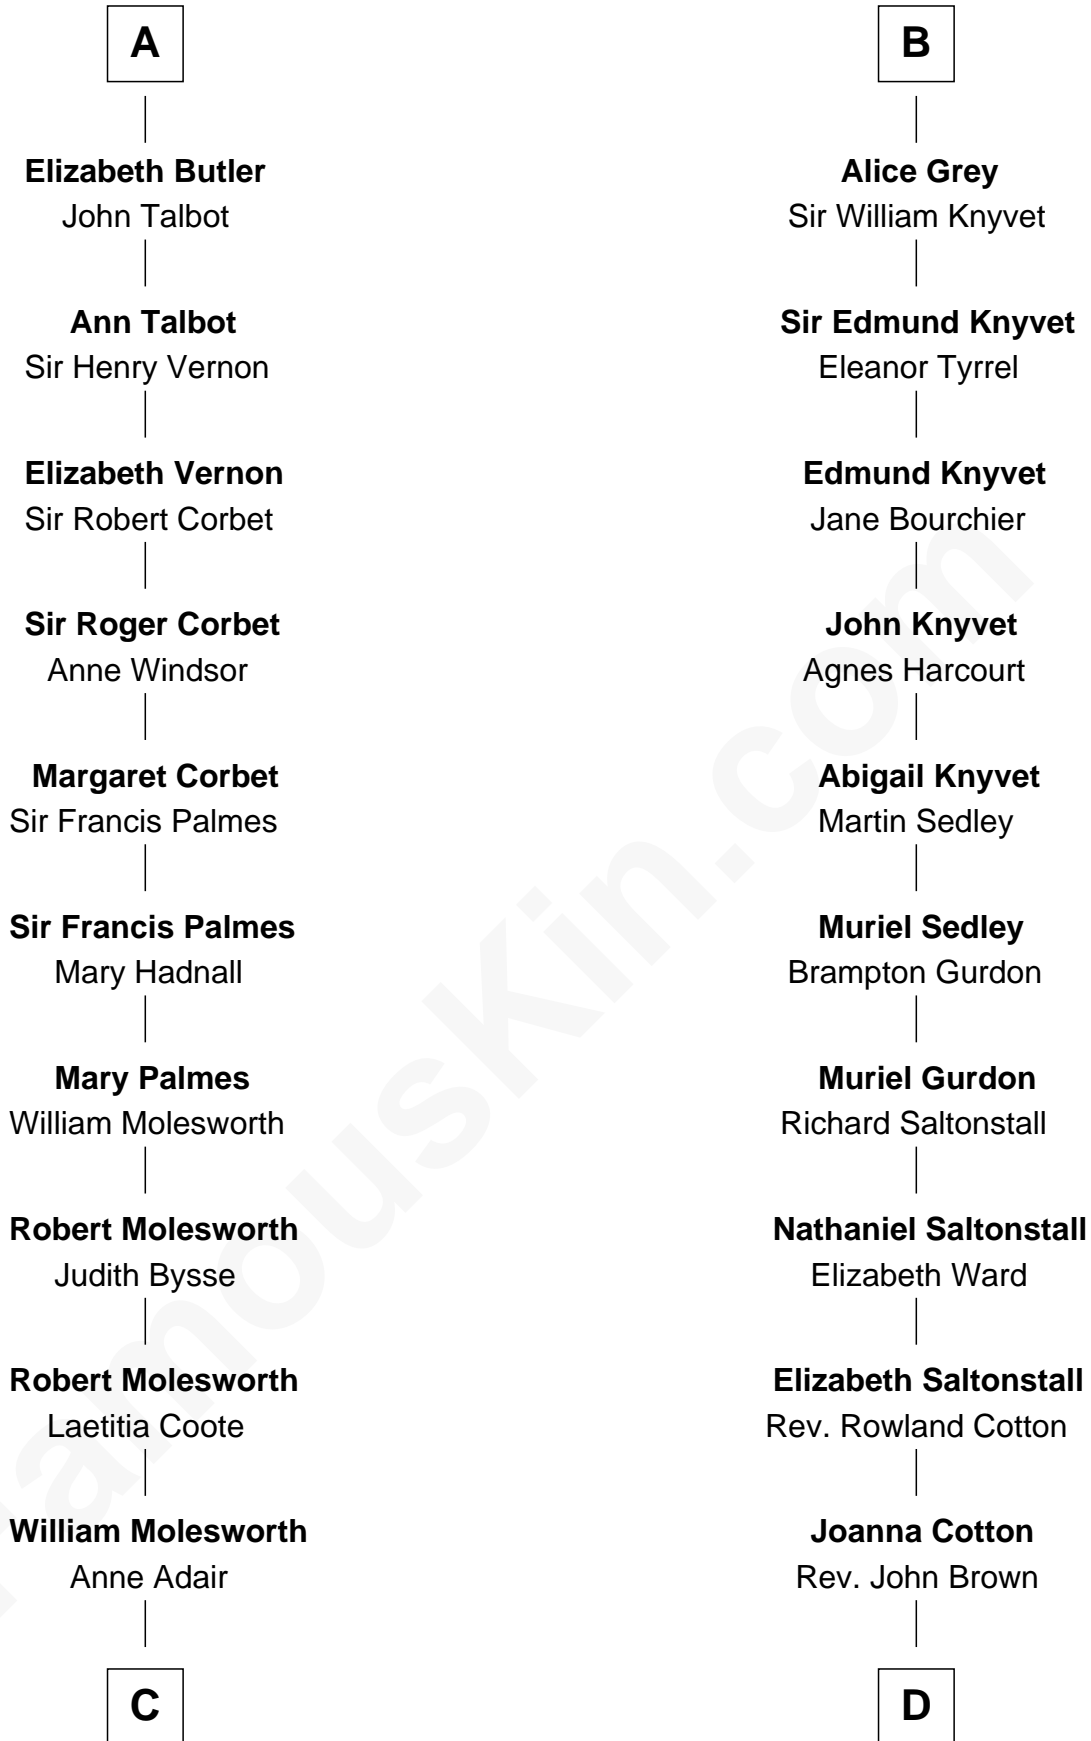 A
Elizabeth Butler
John Talbot
Ann Talbot
Sir Henry Vernon
Elizabeth Vernon
Sir Robert Corbet
Sir Roger Corbet
Anne Windsor
Margaret Corbet
Sir Francis Palmes
Sir Francis Palmes
Mary Hadnall
Mary Palmes
William Molesworth
Robert Molesworth
Judith Bysse
Robert Molesworth
Laetitia Coote
William Molesworth
Anne Adair
C
B
Alice Grey
Sir William Knyvet
Sir Edmund Knyvet
Eleanor Tyrrel
Edmund Knyvet
Jane Bourchier
John Knyvet
Agnes Harcourt
Abigail Knyvet
Martin Sedley
Muriel Sedley
Brampton Gurdon
Muriel Gurdon
Richard Saltonstall
Nathaniel Saltonstall
Elizabeth Ward
Elizabeth Saltonstall
Rev. Rowland Cotton
Joanna Cotton
Rev. John Brown
D
FamousKin.com